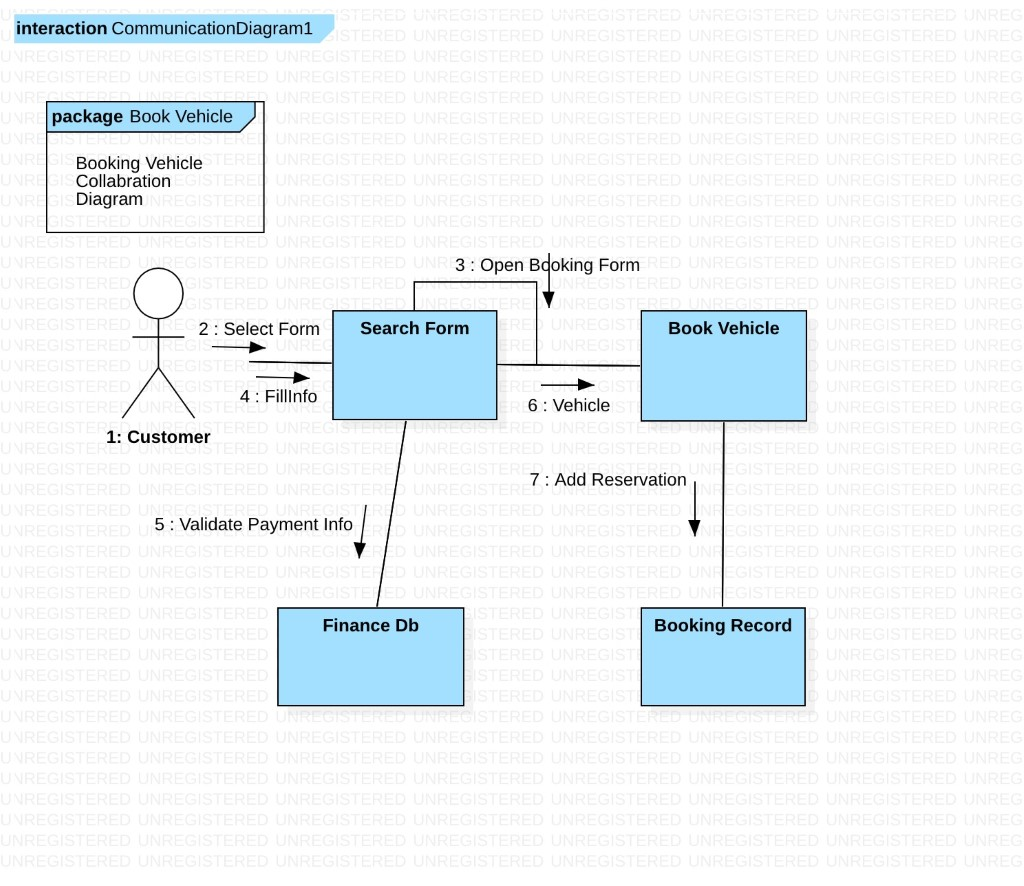 interaction CommunicationDiagram1
package Book Vehicle
Booking Vehicle
Collabration
Diagram
3 : Open Booking Form
2 : Select Form
Search Form
Book Vehicle
4 : FillInfo
6 : Vehicle
1: Customer
7 : Add Reservation
5 : Validate Payment Info
Finance Db
Booking Record
UNREGISTERED